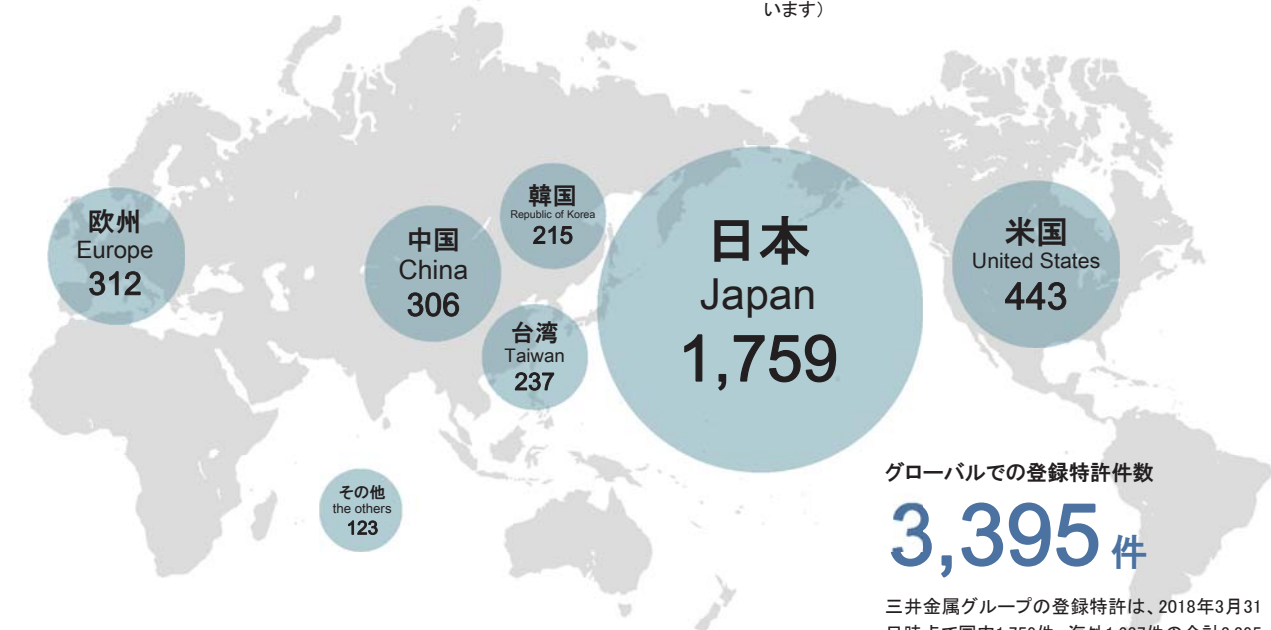 います）
欧州
Europe
312
中国
China
306
韓国
Republic of Korea
215
台湾
Taiwan
237
日本
Japan
1,759
米国
United States
443
その他
the others
123
グローバルでの登録特許件数
3,395 件
三井金属グループの登録特許は、2018年3月31